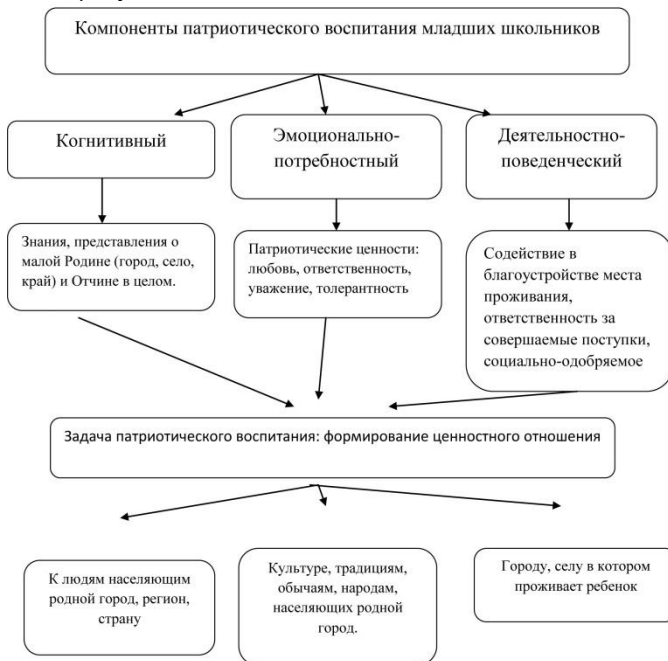 Компоненты патриотического воспитания младших школьников
Когнитивный
Эмоционально-
потребностный
Деятельностно-
поведенческий
Знания, представления о
малой Родине (город, село,
край) и Отчине в целом.
Патриотические ценности:
любовь, ответственность,
уважение, толерантность
Содействие в
благоустройстве места
проживания,
ответственность за
совершаемые поступки,
социально-одобряемое
Задача патриотического воспитания: формирование ценностного отношения
К людям населяющим
родной город, регион,
страну
Культуре, традициям,
обычаям, народам,
населяющих родной
город.
Городу, селу в котором
проживает ребенок